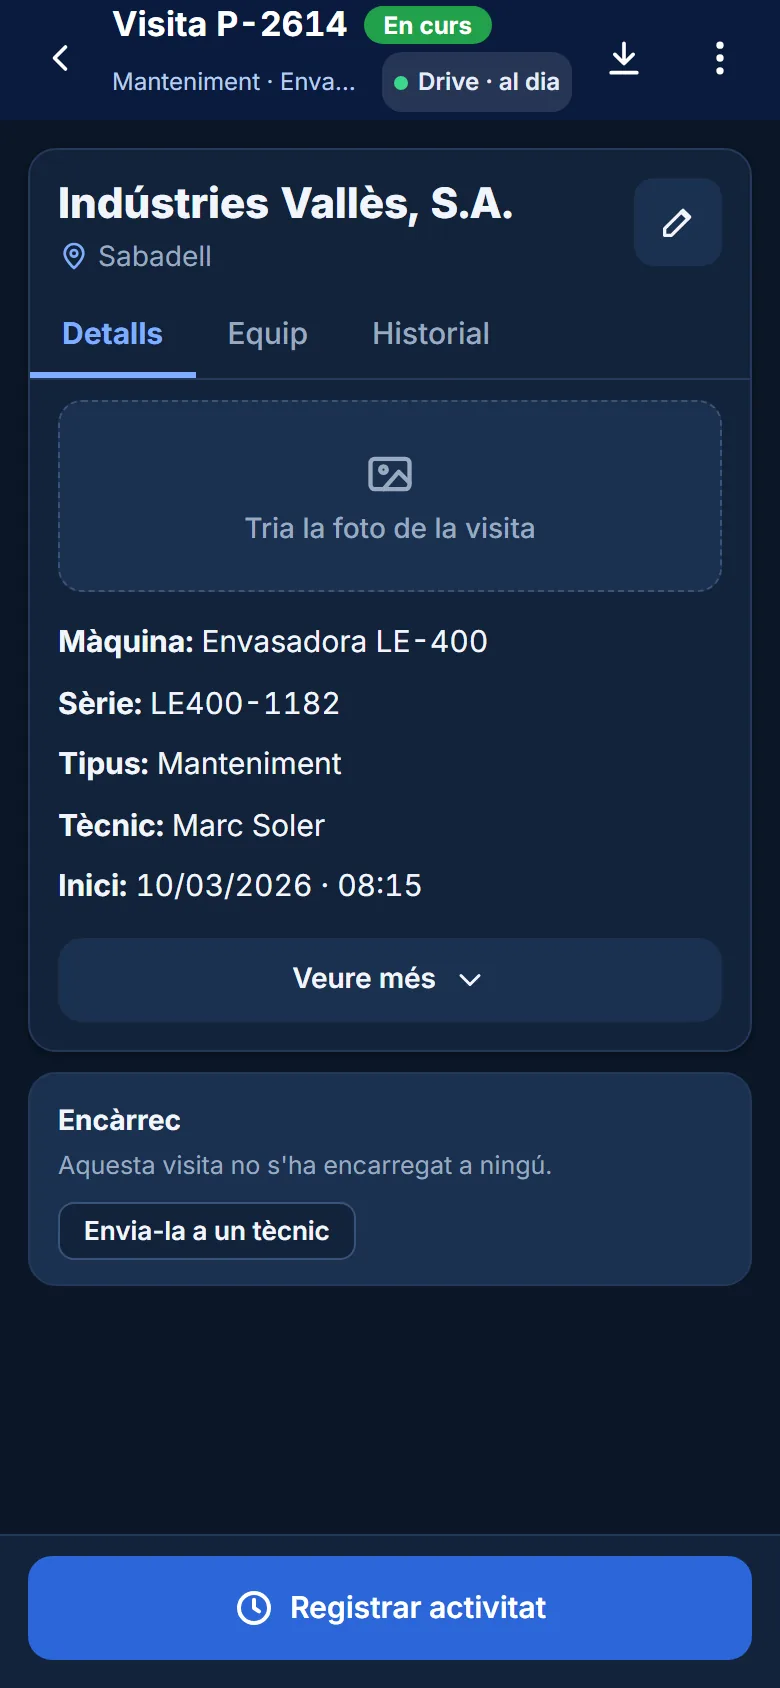 Visita P-2614 En curs
Manteniment · Enva... Drive · al dia
Indústries Vallès, S.A.
Sabadell
Detalls Equip Historial
Tria la foto de la visita
Màquina: Envasadora LE-400
Sèrie: LE400-1182
Tipus: Manteniment
Tècnic: Marc Soler
Inici: 10/03/2026 · 08:15
Veure més
Encàrrec
Aquesta visita no s'ha encarregat a ningú.
Envia-la a un tècnic
Registrar activitat